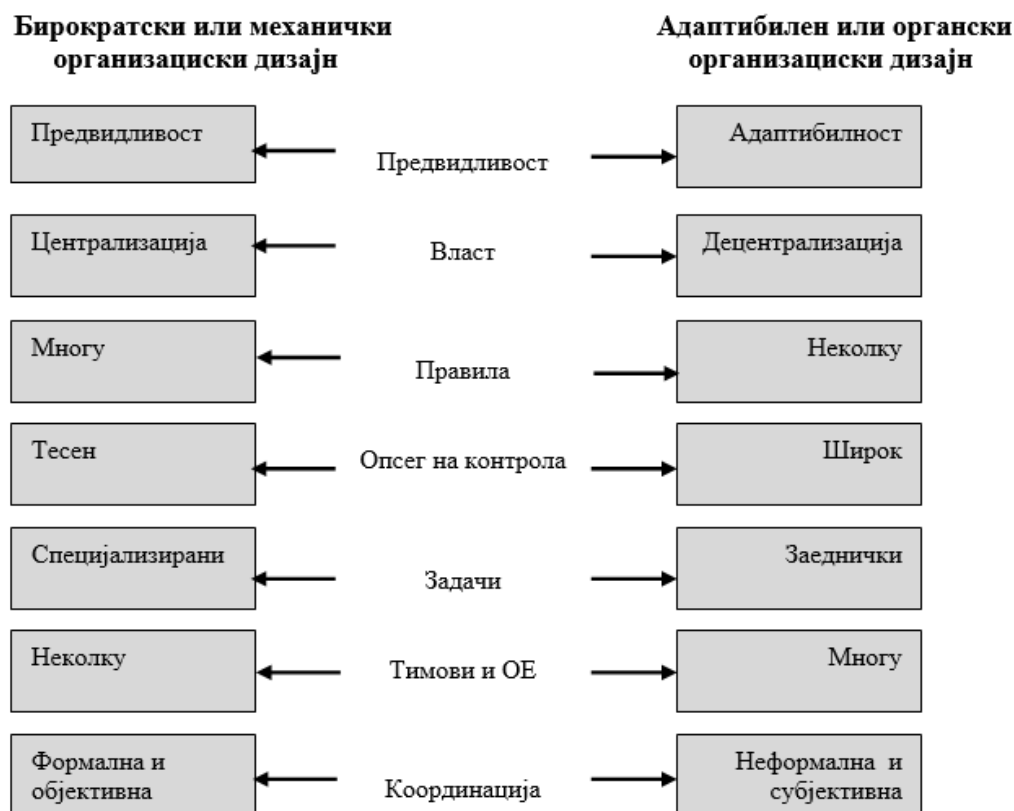 Бирократски или механички
организациски дизајн
Адаптибилен или органски
организациски дизајн
Предвидливост
Предвидливост
Адаптибилност
Централизација
Власт
Децентрализација
Многу
Правила
Неколку
Тесен
Опсег на контрола
Широк
Специјализирани
Задачи
Заеднички
Неколку
Тимови и ОЕ
Многу
Формална и
објективна
Координација
Неформална и
субјективна